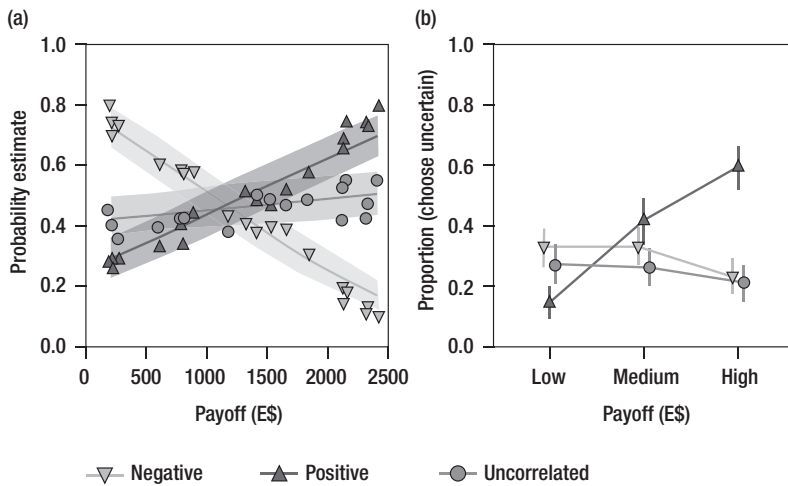 (a)
1.0
0.8
0.6
0.4
0.2
0.0
Probability estimate
0 500 1000 1500 2000 2500
Payoff (E$)
(b)
1.0
0.8
0.6
0.4
0.2
0.0
Proportion (choose uncertain)
Low Medium High
Payoff (E$)
Negative Positive Uncorrelated